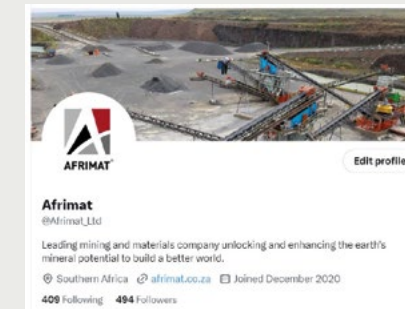 AFRIMAT
Edit profile
Afrimat
@Afrimat_Ltd
Leading mining and materials company unlocking and enhancing the earth's
mineral potential to build a better world.
Southern Africa afrimat.co.za Joined December 2020
409 Following 494 Followers